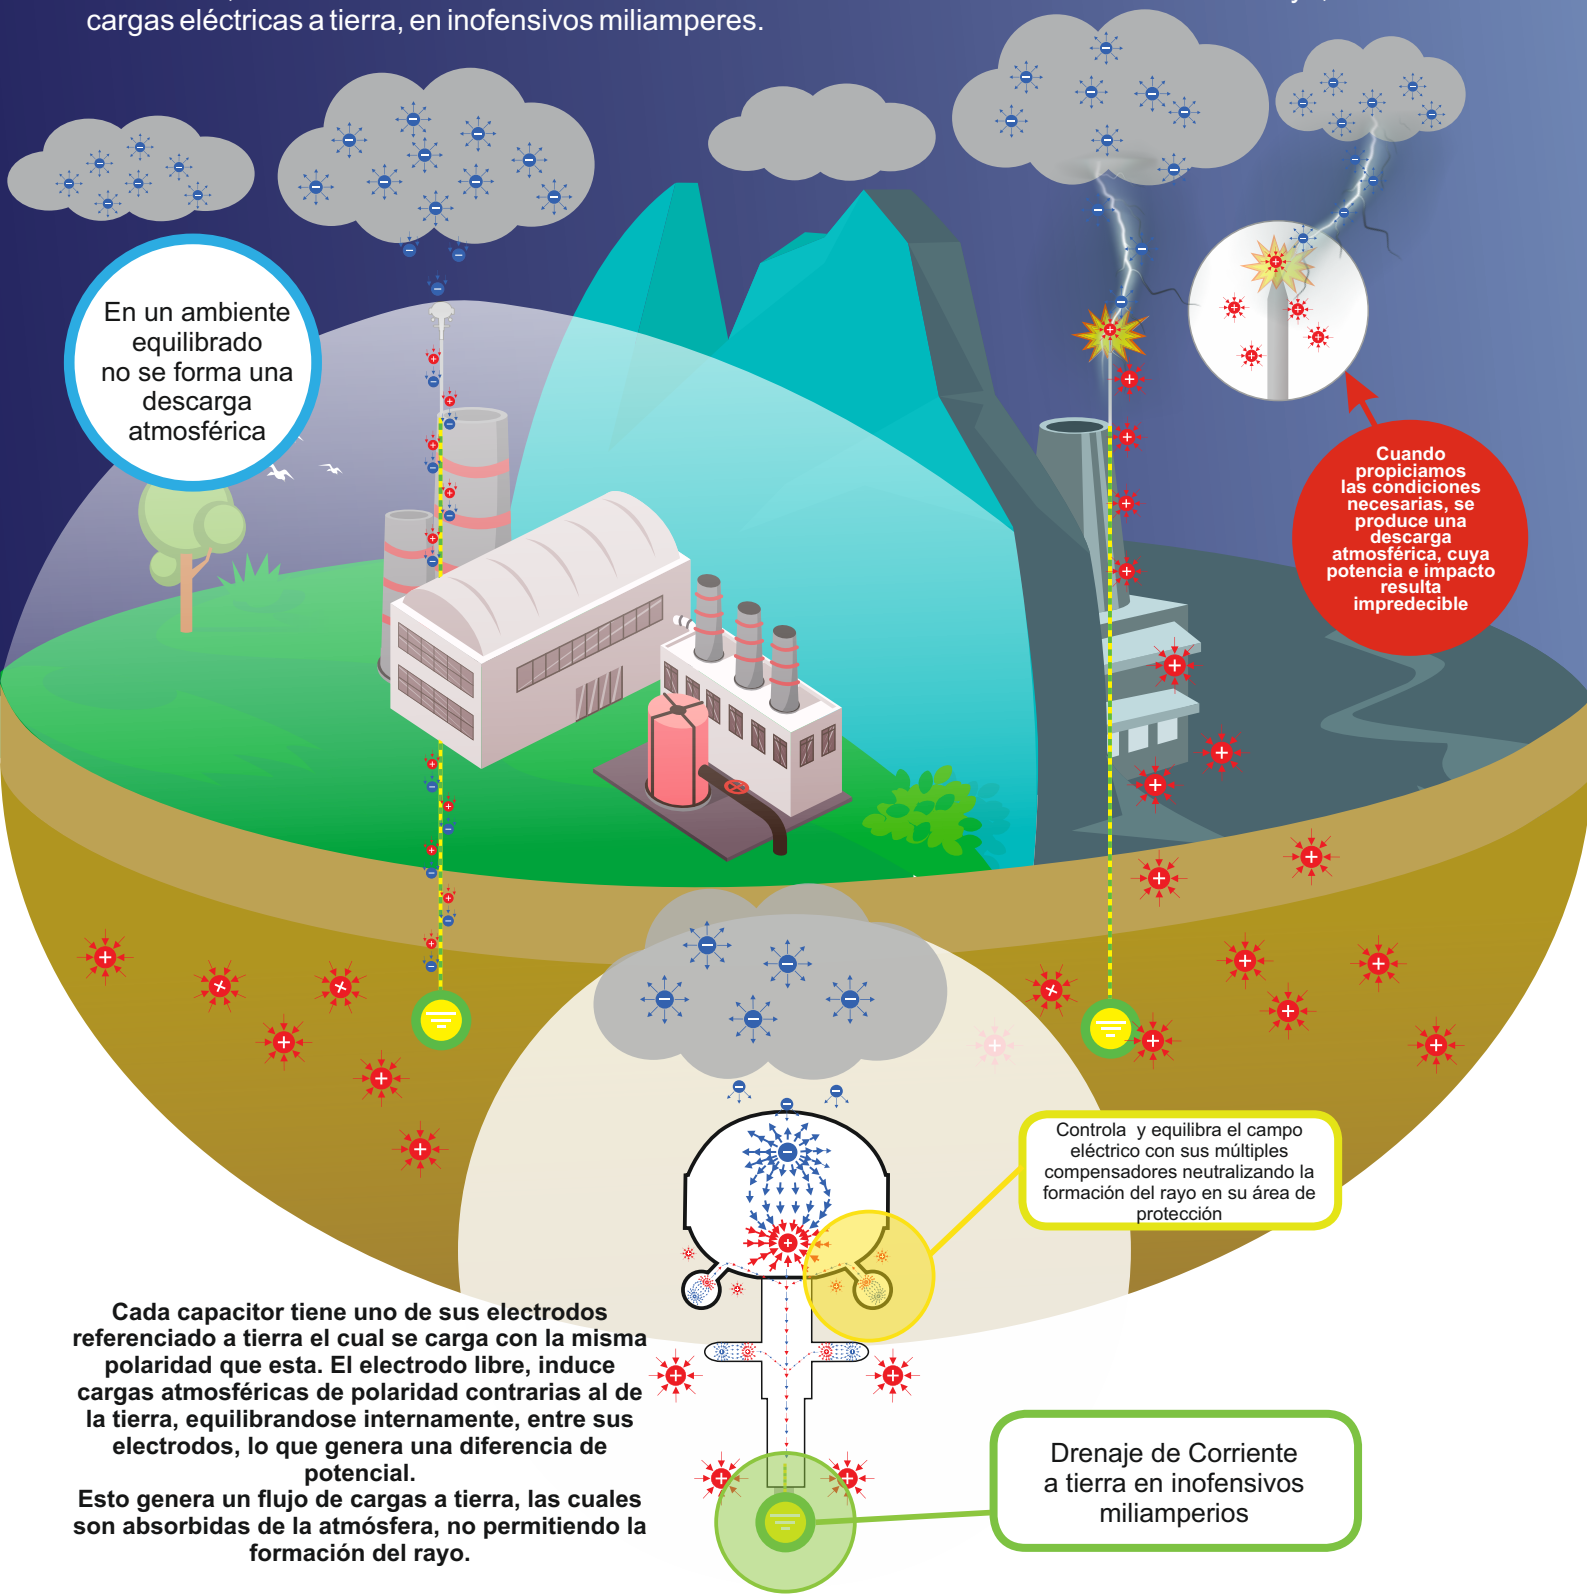 cargas eléctricas a tierra, en inofensivos miliamperes.
En un ambiente
equilibrado
no se forma una
descarga
atmosférica
Cuando
propiciamos
las condiciones
necesarias, se
produce una
descarga
atmosférica, cuya
potencia e impacto
resulta
impredecible
Controla y equilibra el campo
eléctrico con sus múltiples
compensadores neutralizando la
formación del rayo en su área de
protección
Cada capacitor tiene uno de sus electrodos
referenciado a tierra el cual se carga con la misma
polaridad que esta. El electrodo libre, induce
cargas atmosféricas de polaridad contrarias al de
la tierra, equilibrandose internamente, entre sus
electrodos, lo que genera una diferencia de
potencial.
Esto genera un flujo de cargas a tierra, las cuales
son absorbidas de la atmósfera, no permitiendo la
formación del rayo.
Drenaje de Corriente
a tierra en inofensivos
miliamperios